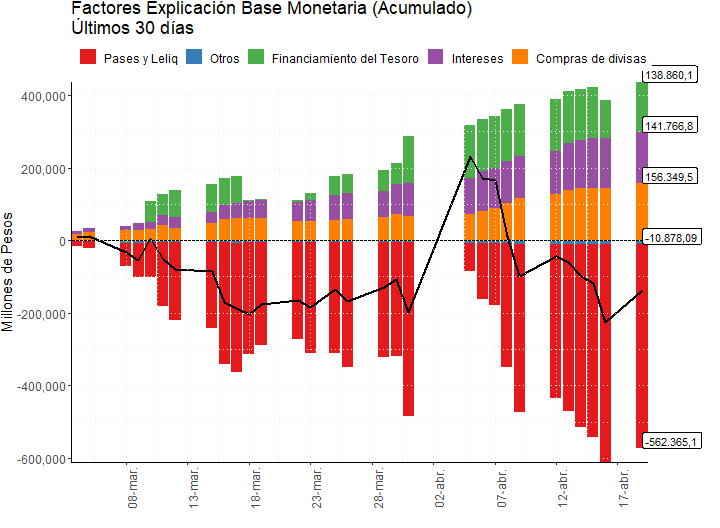 Factores Explicación Base Monetaria (Acumulado)
Últimos 30 días
Pases y Leliq Otros Financiamiento del Tesoro Intereses Compras de divisas
Millones de Pesos
400,000
200,000
0
-200,000
-400,000
-600,000
138.860,1
141.766,8
156.349,5
-10.878,09
-562.365,1
08-mar.
13-mar.
18-mar.
23-mar.
28-mar.
02-abr.
07-abr.
12-abr.
17-abr.